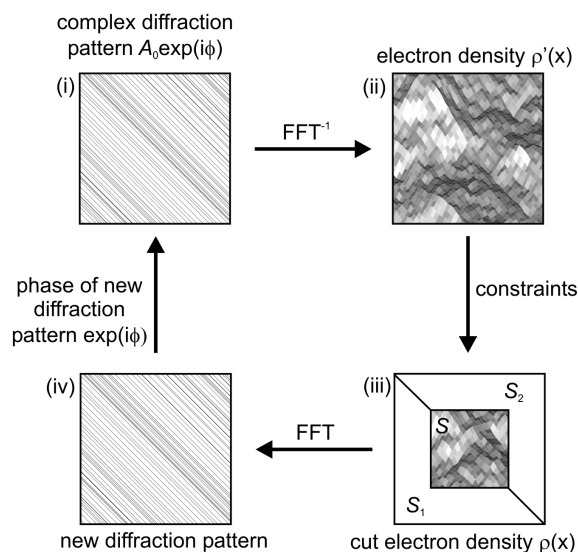 complex diffraction
pattern A₀exp(iϕ)
electron density ρ'(x)
(i)
(ii)
FFT⁻¹
phase of new
diffraction
pattern exp(iϕ)
constraints
(iv)
(iii)
S₂
S
FFT
S₁
new diffraction pattern
cut electron density ρ(x)